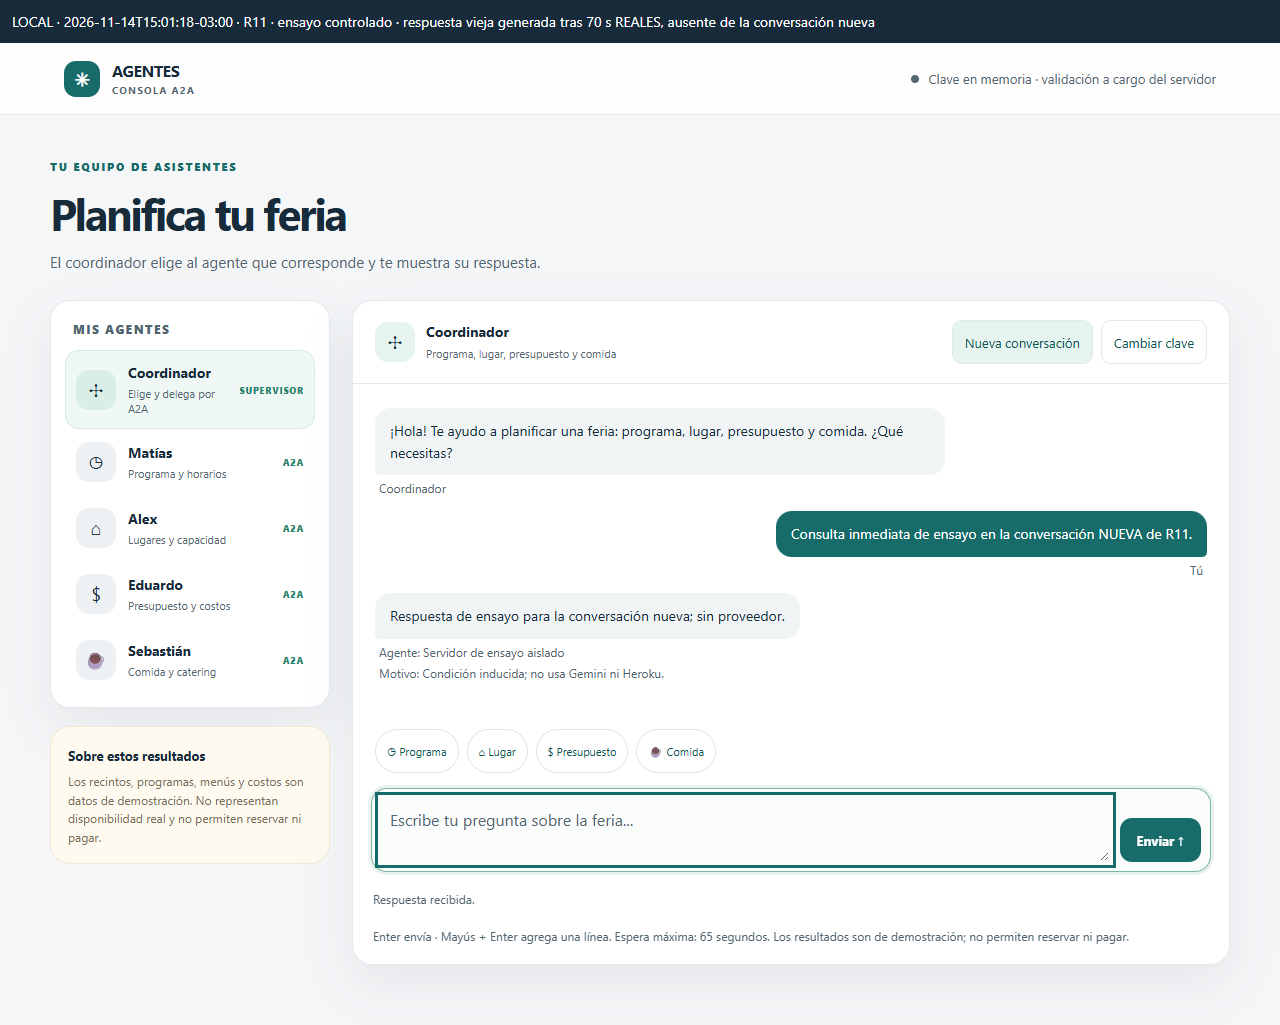 LOCAL · 2026-11-14T15:01:18-03:00 · R11 · ensayo controlado · respuesta vieja generada tras 70 s REALES, ausente de la conversación nueva
AGENTES
CONSOLA A2A
Clave en memoria · validación a cargo del servidor
TU EQUIPO DE ASISTENTES
Planifica tu feria
El coordinador elige al agente que corresponde y te muestra su respuesta.
MIS AGENTES
Coordinador
Elige y delega por
A2A
SUPERVISOR
Matías
Programa y horarios
A2A
Alex
Lugares y capacidad
A2A
$
Eduardo
Presupuesto y costos
A2A
Sebastián
Comida y catering
A2A
Sobre estos resultados
Los recintos, programas, menús y costos son
datos de demostración. No representan
disponibilidad real y no permiten reservar ni
pagar.
Coordinador
Programa, lugar, presupuesto y comida
Nueva conversación
Cambiar clave
¡Hola! Te ayudo a planificar una feria: programa, lugar, presupuesto y comida. ¿Qué
necesitas?
Coordinador
Consulta inmediata de ensayo en la conversación NUEVA de R11.
Tú
Respuesta de ensayo para la conversación nueva; sin proveedor.
Agente: Servidor de ensayo aislado
Motivo: Condición inducida; no usa Gemini ni Heroku.
Programa
Lugar
$ Presupuesto
Comida
Escribe tu pregunta sobre la feria...
Enviar ↑
Respuesta recibida.
Enter envía · Mayús + Enter agrega una línea. Espera máxima: 65 segundos. Los resultados son de demostración; no permiten reservar ni pagar.